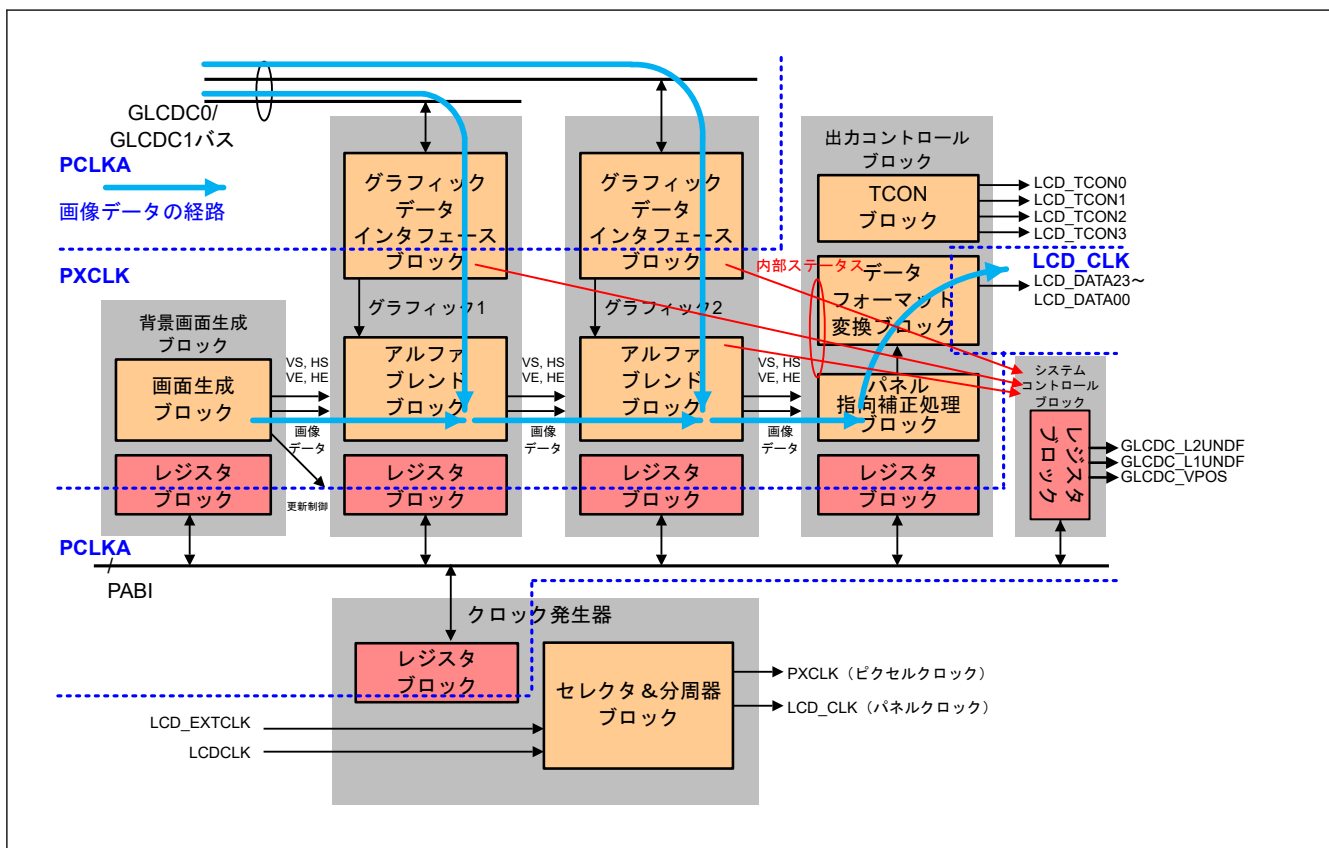 GLCDC0/
GLCDC1バス
PCLKA
画像データの経路
PXCLK
グラフィック
データ
インタフェース
ブロック
グラフィック
データ
インタフェース
ブロック
出力コントロール
ブロック
TCON
ブロック
LCD_TCON0
LCD_TCON1
LCD_TCON2
LCD_TCON3
内部ステータス
LCD_CLK
LCD_DATA23～
LCD_DATA00
データ
フォーマット
変換ブロック
グラフィック1
グラフィック2
背景画面生成
ブロック
画面生成
ブロック
VS, HS
VE, HE
画像
データ
アルファ
ブレンド
ブロック
VS, HS
VE, HE
画像
データ
アルファ
ブレンド
ブロック
VS, HS
VE, HE
画像
データ
パネル
指向補正処理
ブロック
システム
コントロール
ブロック
レジスタ
ブロック
GLCDC_L2UNDF
GLCDC_L1UNDF
GLCDC_VPOS
レジスタ
ブロック
更新制御
レジスタ
ブロック
レジスタ
ブロック
レジスタ
ブロック
PCLKA
PABI
クロック発生器
レジスタ
ブロック
セレクタ＆分周器
ブロック
PXCLK（ピクセルクロック）
LCD_CLK（パネルクロック）
LCD_EXTCLK
LCDCLK